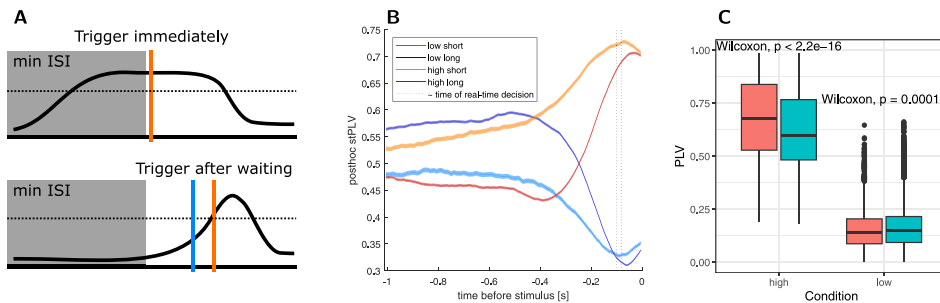 A
Trigger immediately
min ISI
Trigger after waiting
min ISI
B
0,75
0,7
0,65
0,6
0,55
0,5
0,45
0,4
0,35
0,3
posthoc stPLV
low short
low long
high short
high long
~ time of real-time decision
-1
-0.8
-0.6
-0.4
-0.2
0
time before stimulus [s]
C
Wilcoxon, p < 2.2e−16
Wilcoxon, p = 0.0001
1.00
0,75
0,50
0,25
0.00
PLV
high
low
Condition